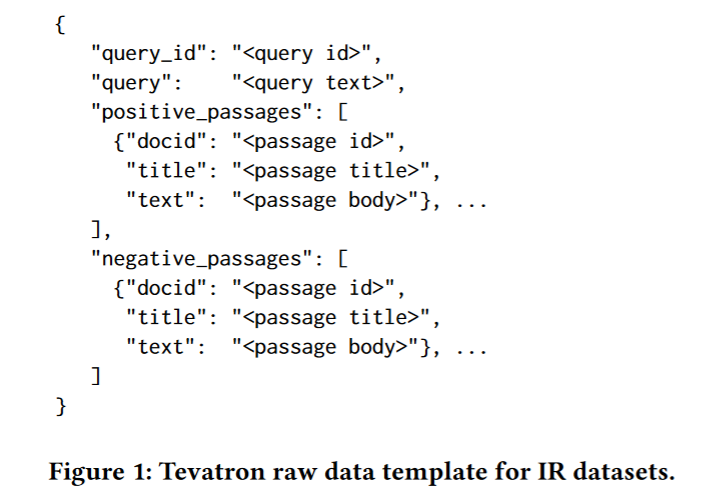 {
   "query_id": "<query id>",
   "query":    "<query text>",
   "positive_passages": [
     {"docid": "<passage id>",
      "title": "<passage title>",
      "text":  "<passage body>"}, ...
   ],
   "negative_passages": [
     {"docid": "<passage id>",
      "title": "<passage title>",
      "text":  "<passage body>"}, ...
   ]
}
Figure 1: Tevatron raw data template for IR datasets.